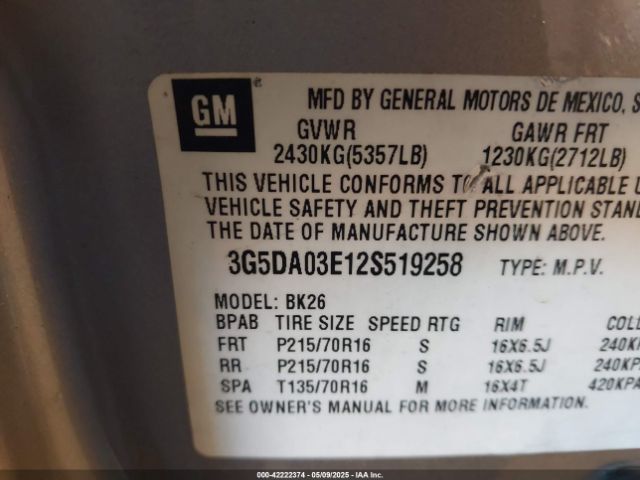 GM ®
MFD BY GENERAL MOTORS DE MEXICO, S
GVWR GAWR FRT
2430KG(5357LB) 1230KG(2712LB)
THIS VEHICLE CONFORMS TO ALL APPLICABLE U
VEHICLE SAFETY AND THEFT PREVENTION STAN
THE DATE OF MANUFACTURE SHOWN ABOVE.
3G5DA03E12S519258 TYPE: M.P.V.
MODEL: BK26
BPAB TIRE SIZE SPEED RTG RIM COL
FRT P215/70R16 S 16X6.5J 240K
RR P215/70R16 S 16X6.5J 240KP
SPA T135/70R16 M 16X4T 420KPA
SEE OWNER'S MANUAL FOR MORE INFORMATION.
000-42222374 | 05/09/2025 | IAA Inc.